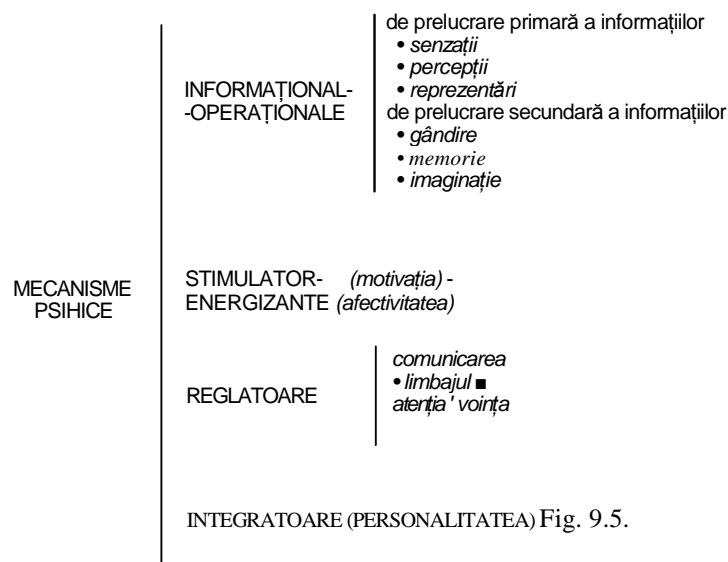 de prelucrare primară a informațiilor
• senzații
• percepții
• reprezentări
INFORMAȚIONAL-
-OPERAȚIONALE
de prelucrare secundară a informațiilor
• gândire
• memorie
• imaginație
MECANISME
PSIHICE
STIMULATOR- (motivația) -
ENERGIZANTE (afectivitatea)
REGLATOARE
comunicarea
• limbajul ■
atenția ' voința
INTEGRATOARE (PERSONALITATEA) Fig. 9.5.